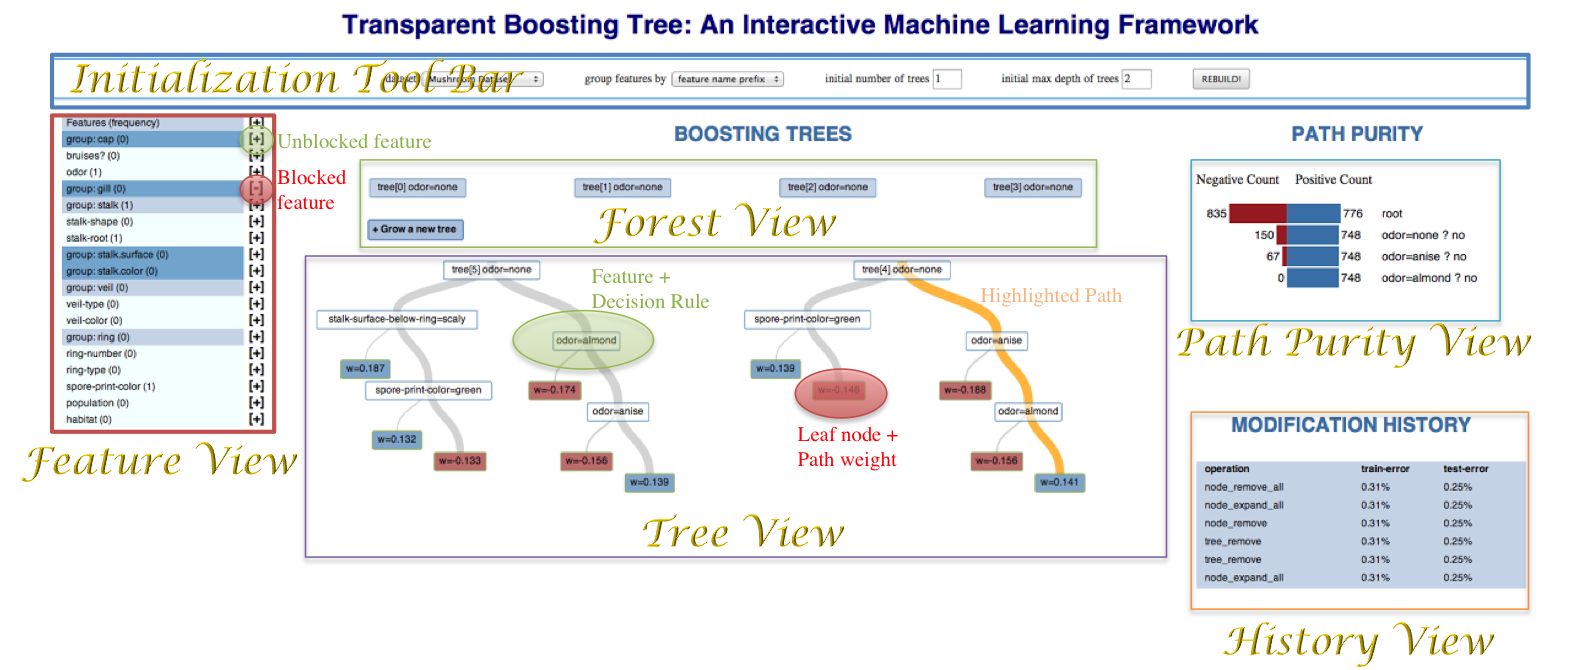 Transparent Boosting Tree: An Interactive Machine Learning Framework
Initialization Tool Bar
dataset Mushroom Dataset group features by feature name prefix initial number of trees 1 initial max depth of trees 2 REBUILD!
Features (frequency) [+]
group: cap (0) [+]
bruises? (0) [+]
odor (1) [+]
group: gill (0) [-]
group: stalk (1) [+]
stalk-shape (0) [+]
stalk-root (1) [+]
group: stalk.surface (0) [+]
group: stalk.color (0) [+]
group: veil (0) [+]
veil-type (0) [+]
veil-color (0) [+]
group: ring (0) [+]
ring-number (0) [+]
ring-type (0) [+]
spore-print-color (1) [+]
population (0) [+]
habitat (0) [+]
Feature View
Unblocked feature
Blocked
feature
BOOSTING TREES
tree[0] odor=none
tree[1] odor=none
tree[2] odor=none
tree[3] odor=none
+ Grow a new tree
Forest View
tree[5] odor=none
Feature +
Decision Rule
stalk-surface-below-ring=scaly
odor=almond
w=0.187
spore-print-color=green
w=-0.174
odor=anise
w=0.132
w=-0.133
w=-0.156
w=0.139
tree[4] odor=none
Highlighted Path
spore-print-color=green
odor=anise
w=0.139
w=-0.146
w=-0.188
odor=almond
Leaf node +
Path weight
w=-0.156
w=0.141
Tree View
PATH PURITY
Negative Count Positive Count
835 776 root
150 748 odor=none ? no
67 748 odor=anise ? no
0 748 odor=almond ? no
Path Purity View
MODIFICATION HISTORY
operation train-error test-error
node_remove_all 0.31% 0.25%
node_expand_all 0.31% 0.25%
node_remove 0.31% 0.25%
tree_remove 0.31% 0.25%
tree_remove 0.31% 0.25%
node_expand_all 0.31% 0.25%
History View